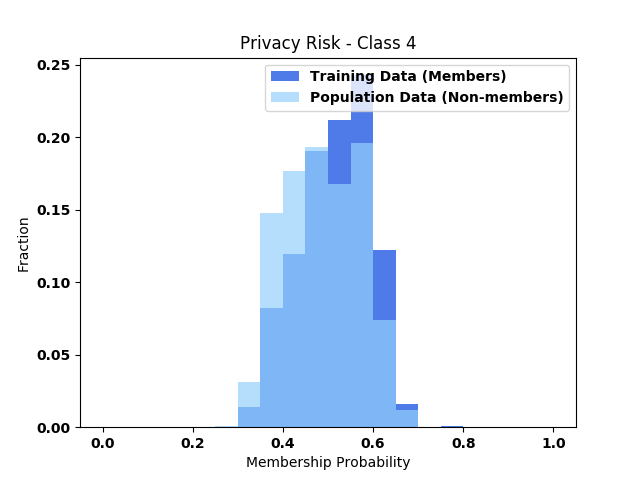 Privacy Risk - Class 4
Training Data (Members)
Population Data (Non-members)
0.25
0.20
0.15
0.10
0.05
0.00
Fraction
0.0 0.2 0.4 0.6 0.8 1.0
Membership Probability